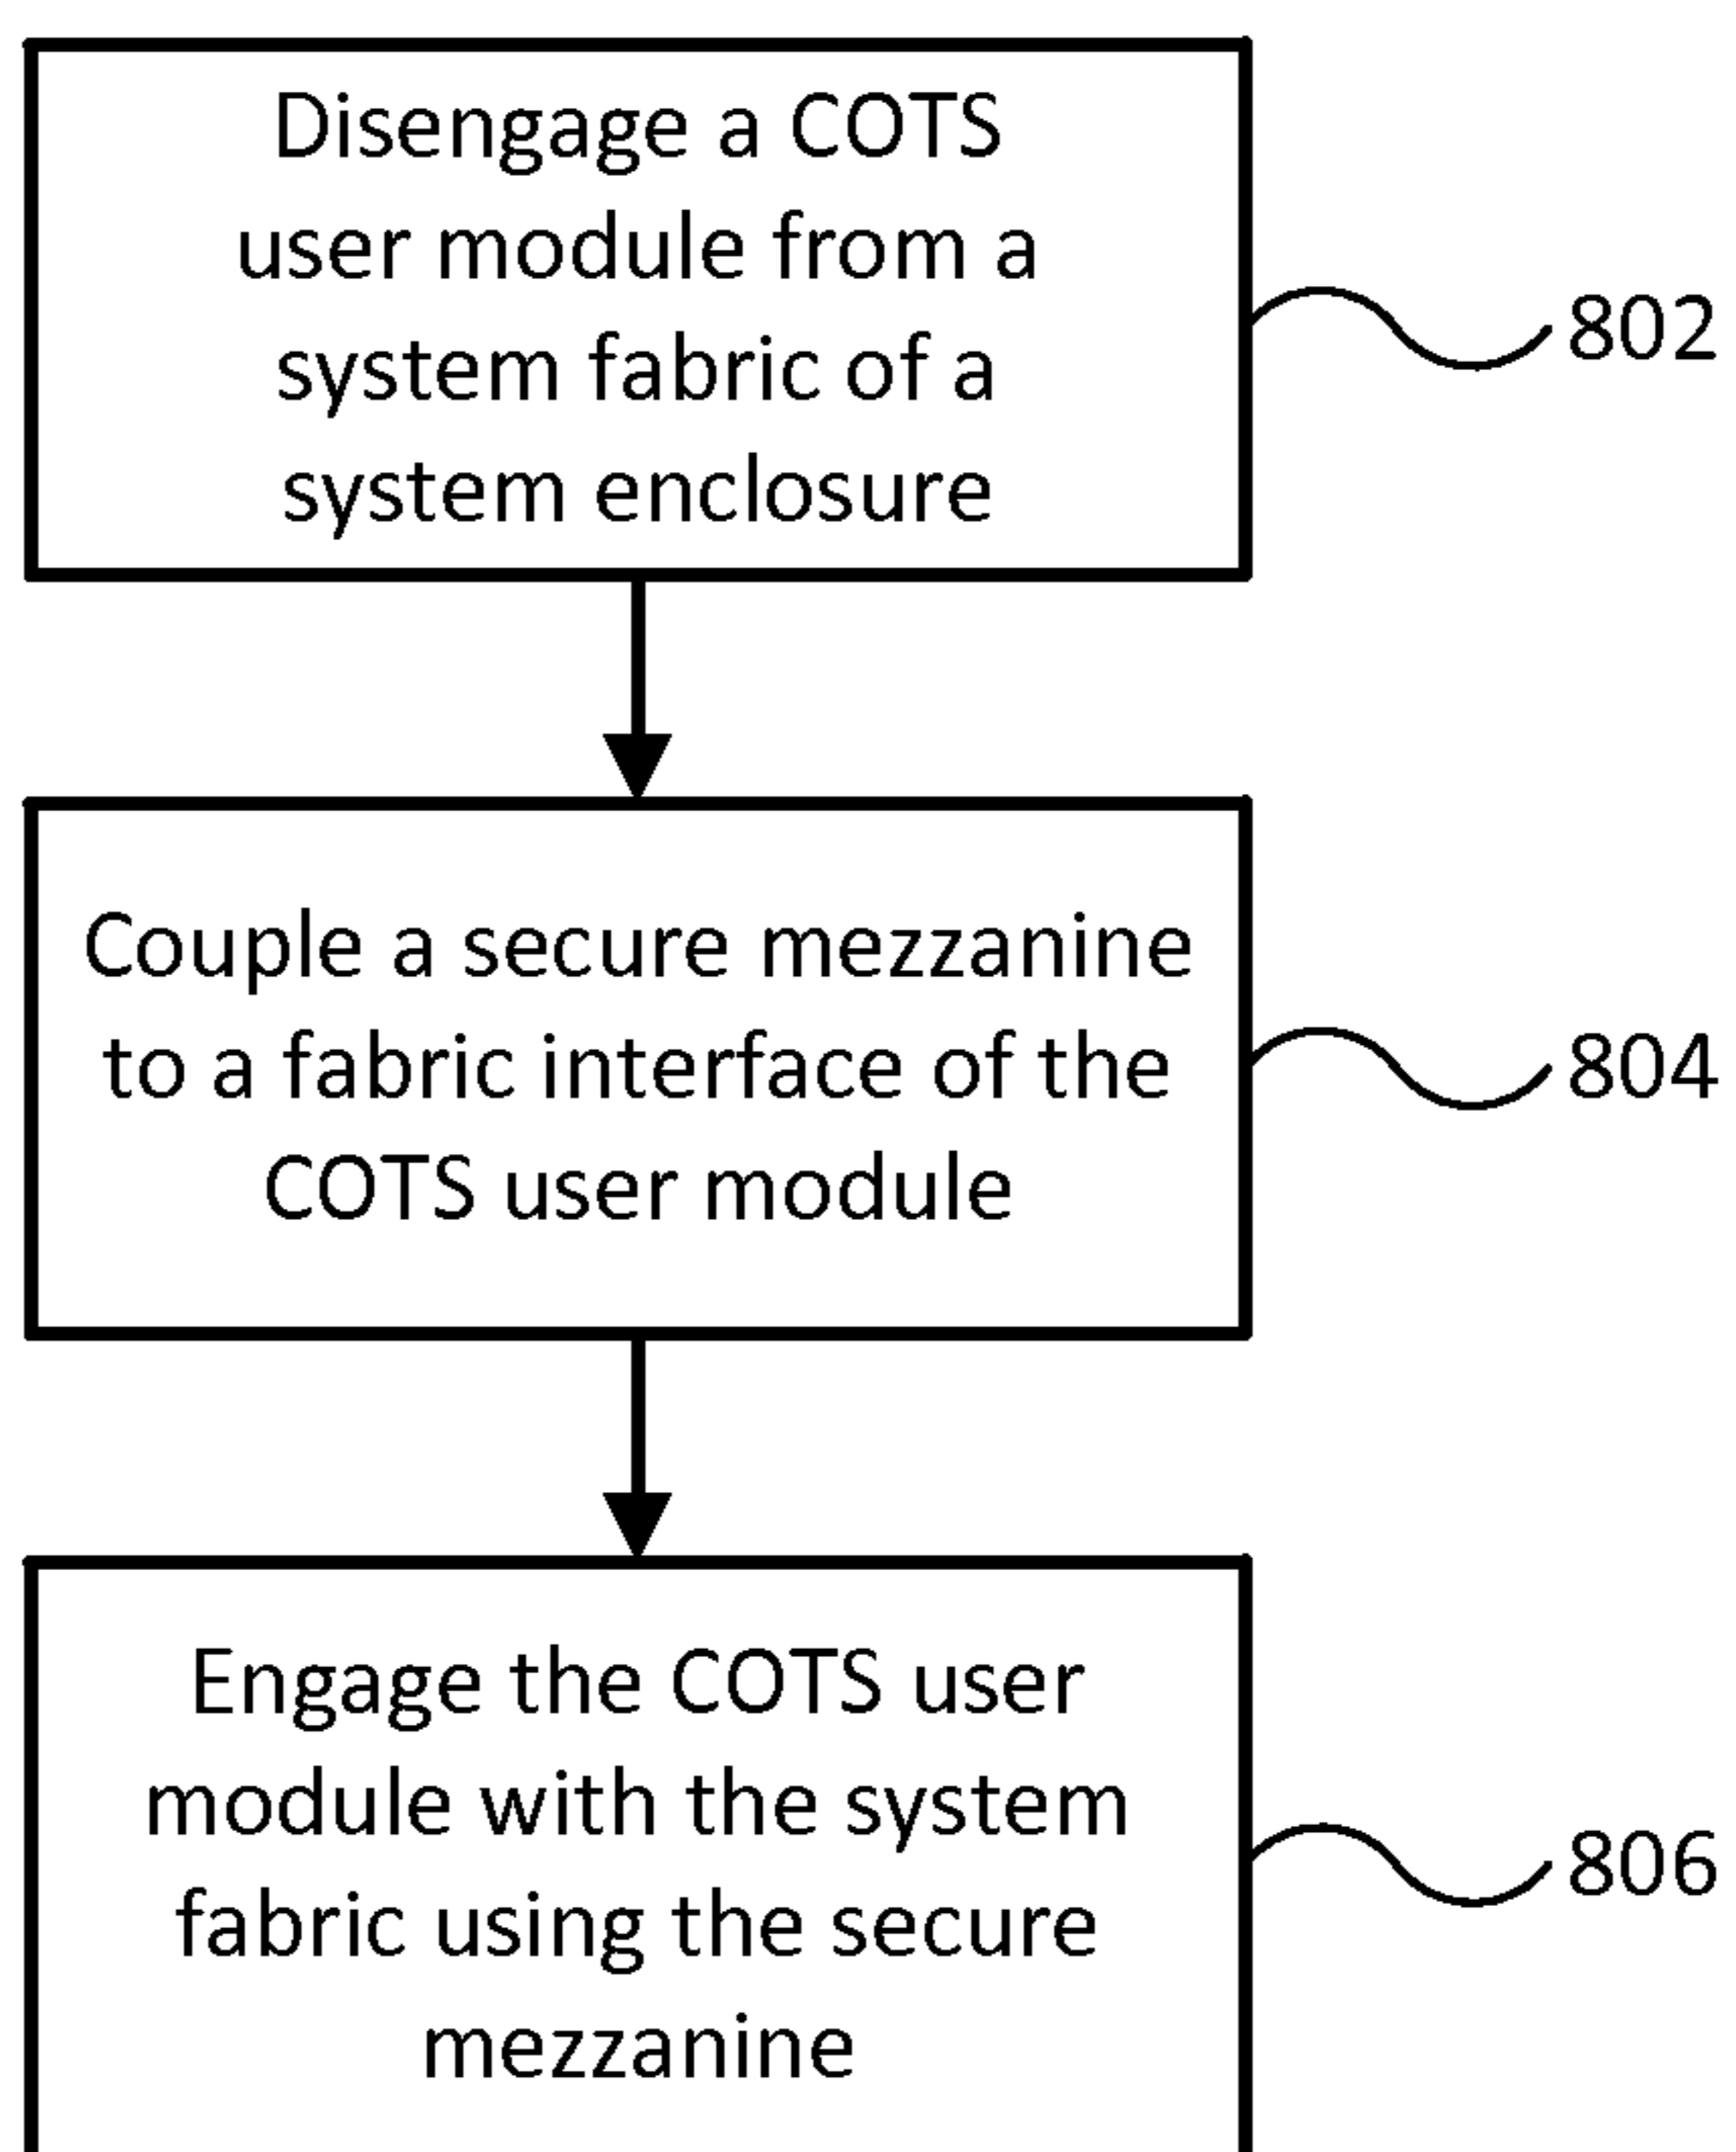 Disengage a COTS
user module from a
system fabric of a
system enclosure
802
Couple a secure mezzanine
to a fabric interface of the
COTS user module
804
Engage the COTS user
module with the system
fabric using the secure
mezzanine
806